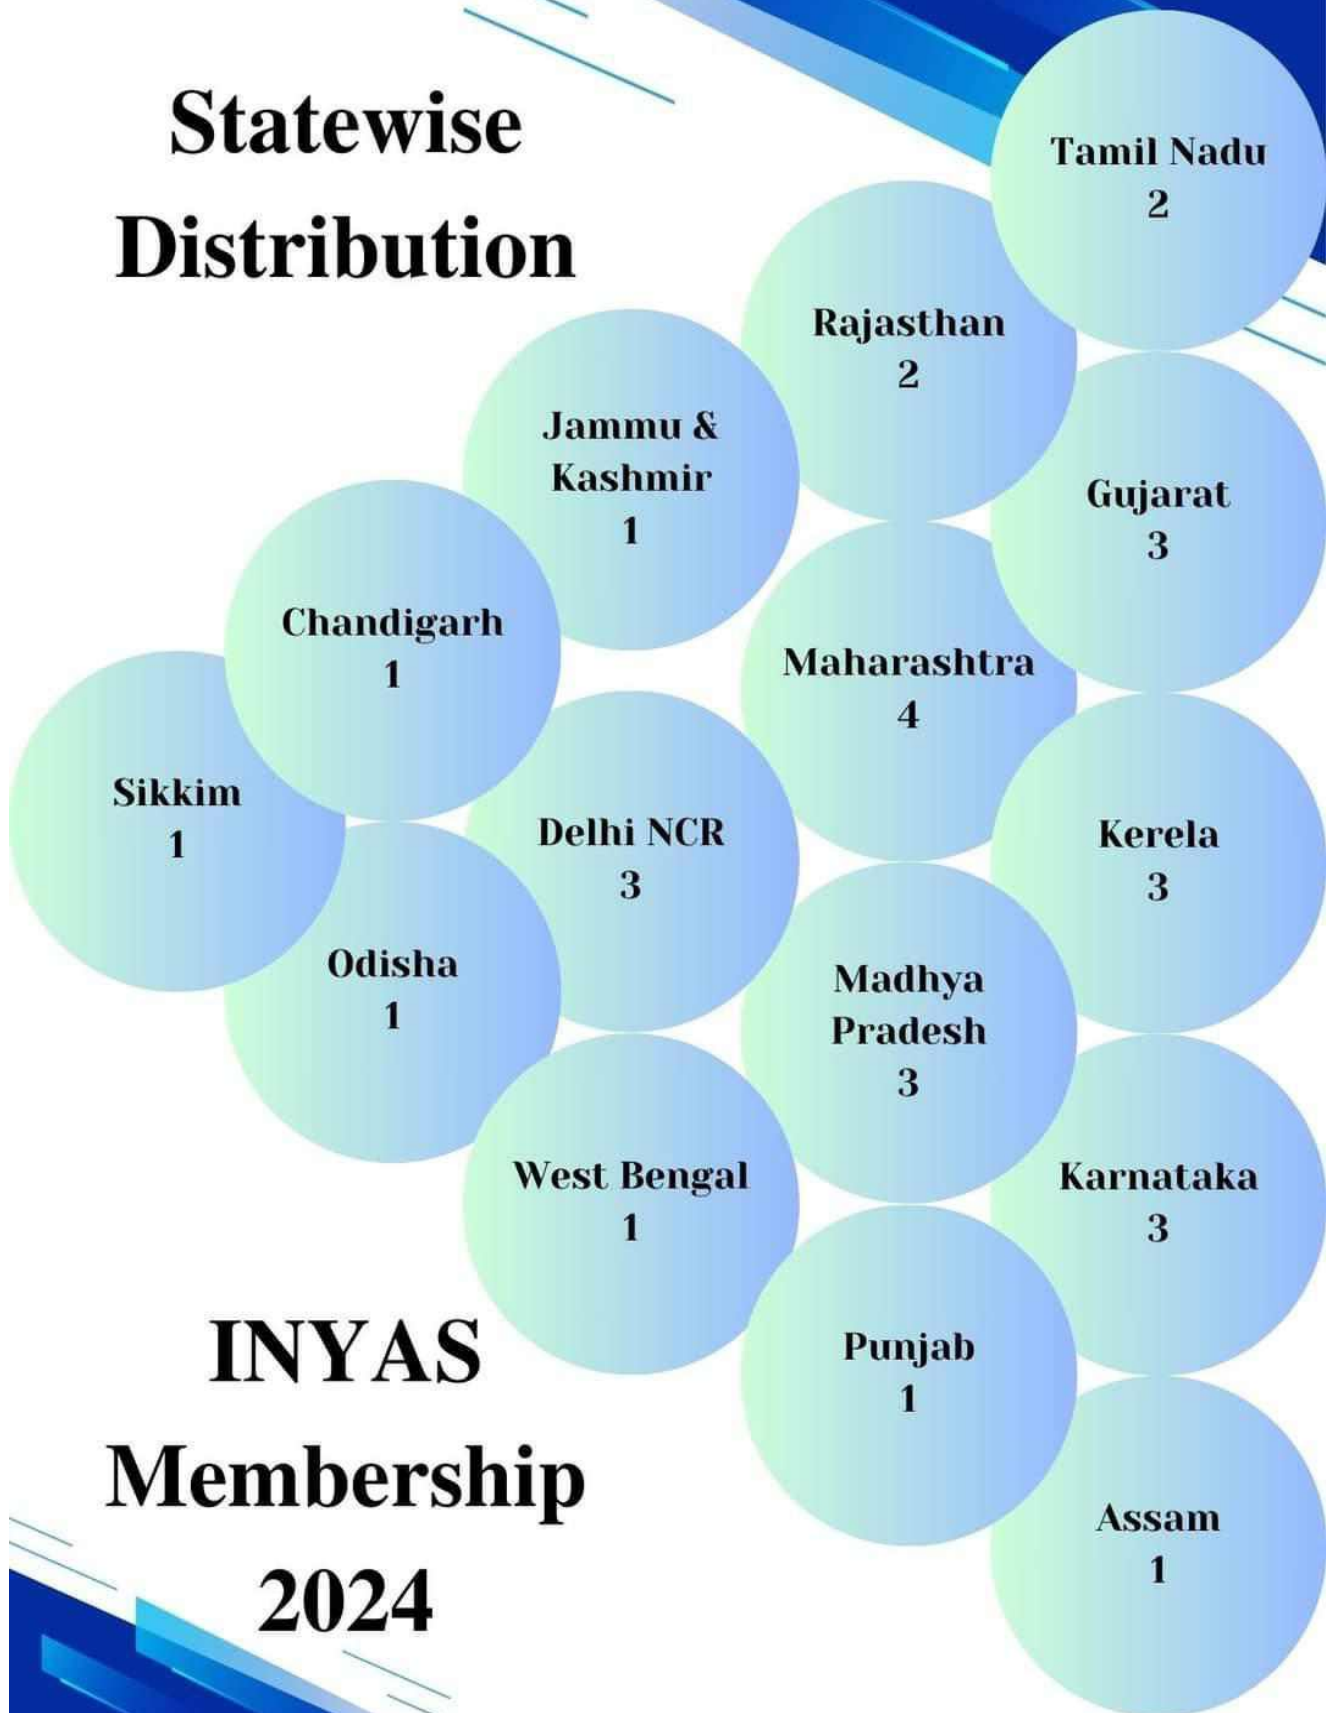 Statewise
Distribution
Tamil Nadu
2
Rajasthan
2
Jammu &
Kashmir
1
Gujarat
3
Chandigarh
1
Maharashtra
4
Sikkim
1
Delhi NCR
3
Kerela
3
Odisha
1
Madhya
Pradesh
3
West Bengal
1
Karnataka
3
Punjab
1
Assam
1
INYAS
Membership
2024